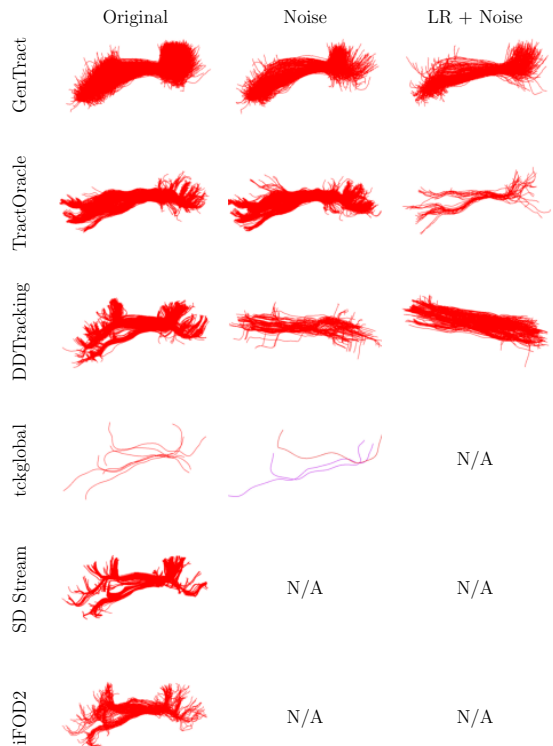 Original Noise LR + Noise
GenTract
TractOracle
DDTracking
tckglobal N/A
SD Stream N/A N/A
iFOD2 N/A N/A